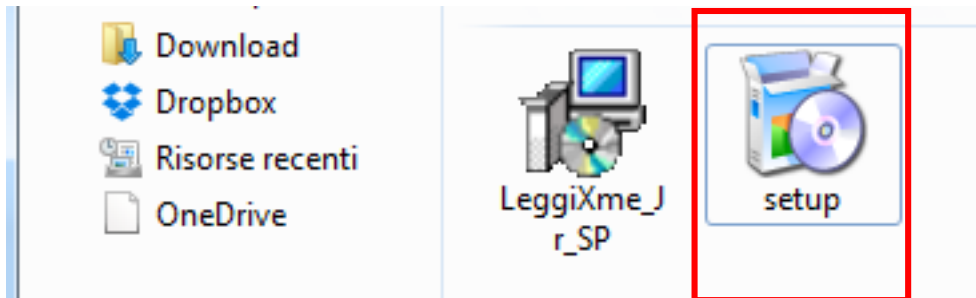 Download
Dropbox
Risorse recenti
OneDrive
LeggiXme_J
r_SP
setup